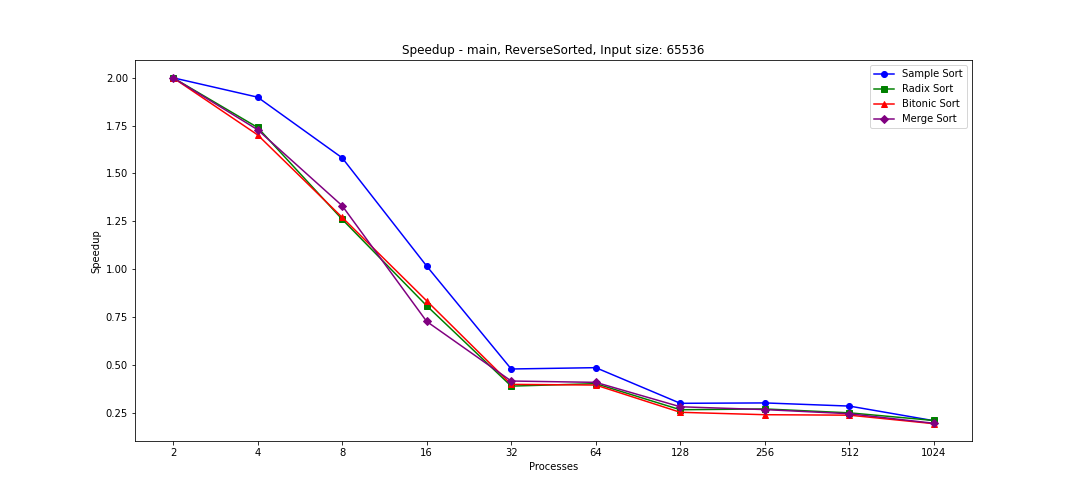 Speedup - main, ReverseSorted, Input size: 65536
Sample Sort
Radix Sort
Bitonic Sort
Merge Sort
Speedup
2.00
1.75
1.50
1.25
1.00
0.75
0.50
0.25
2 4 8 16 32 64 128 256 512 1024
Processes